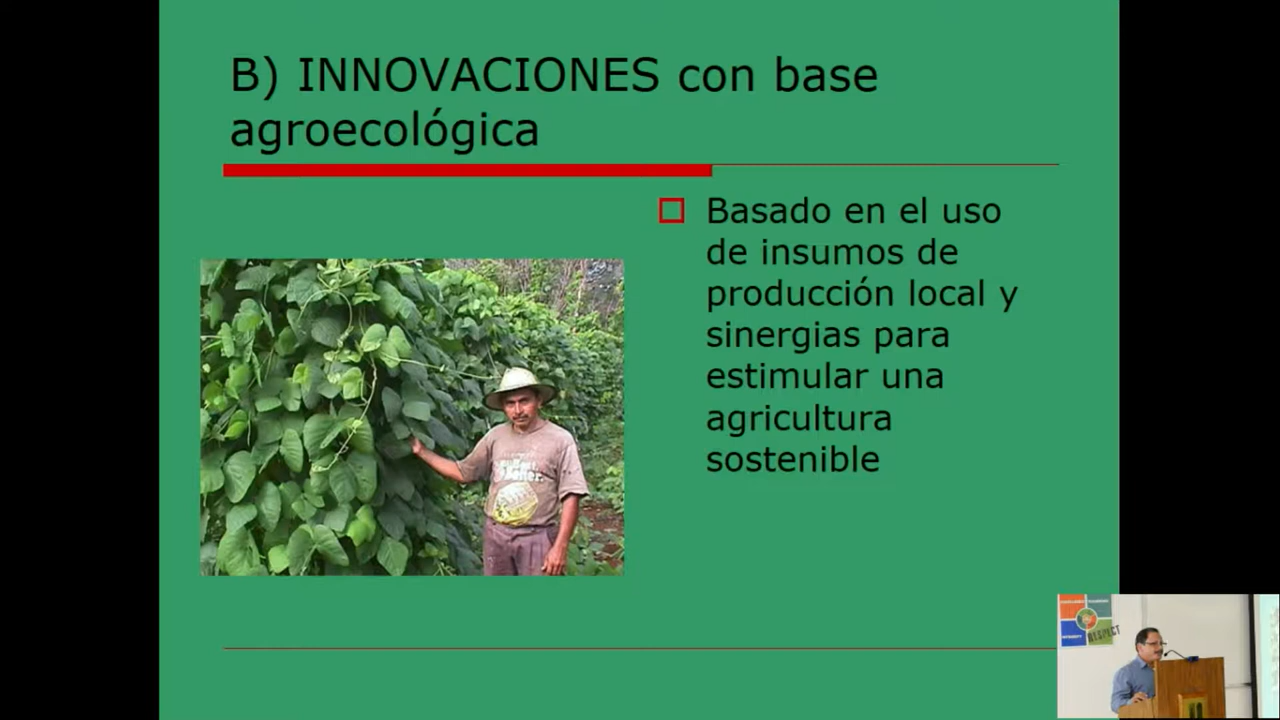 B) INNOVACIONES con base
agroecológica
Basado en el uso
de insumos de
producción local y
sinergias para
estimular una
agricultura
sostenible
RESPECT